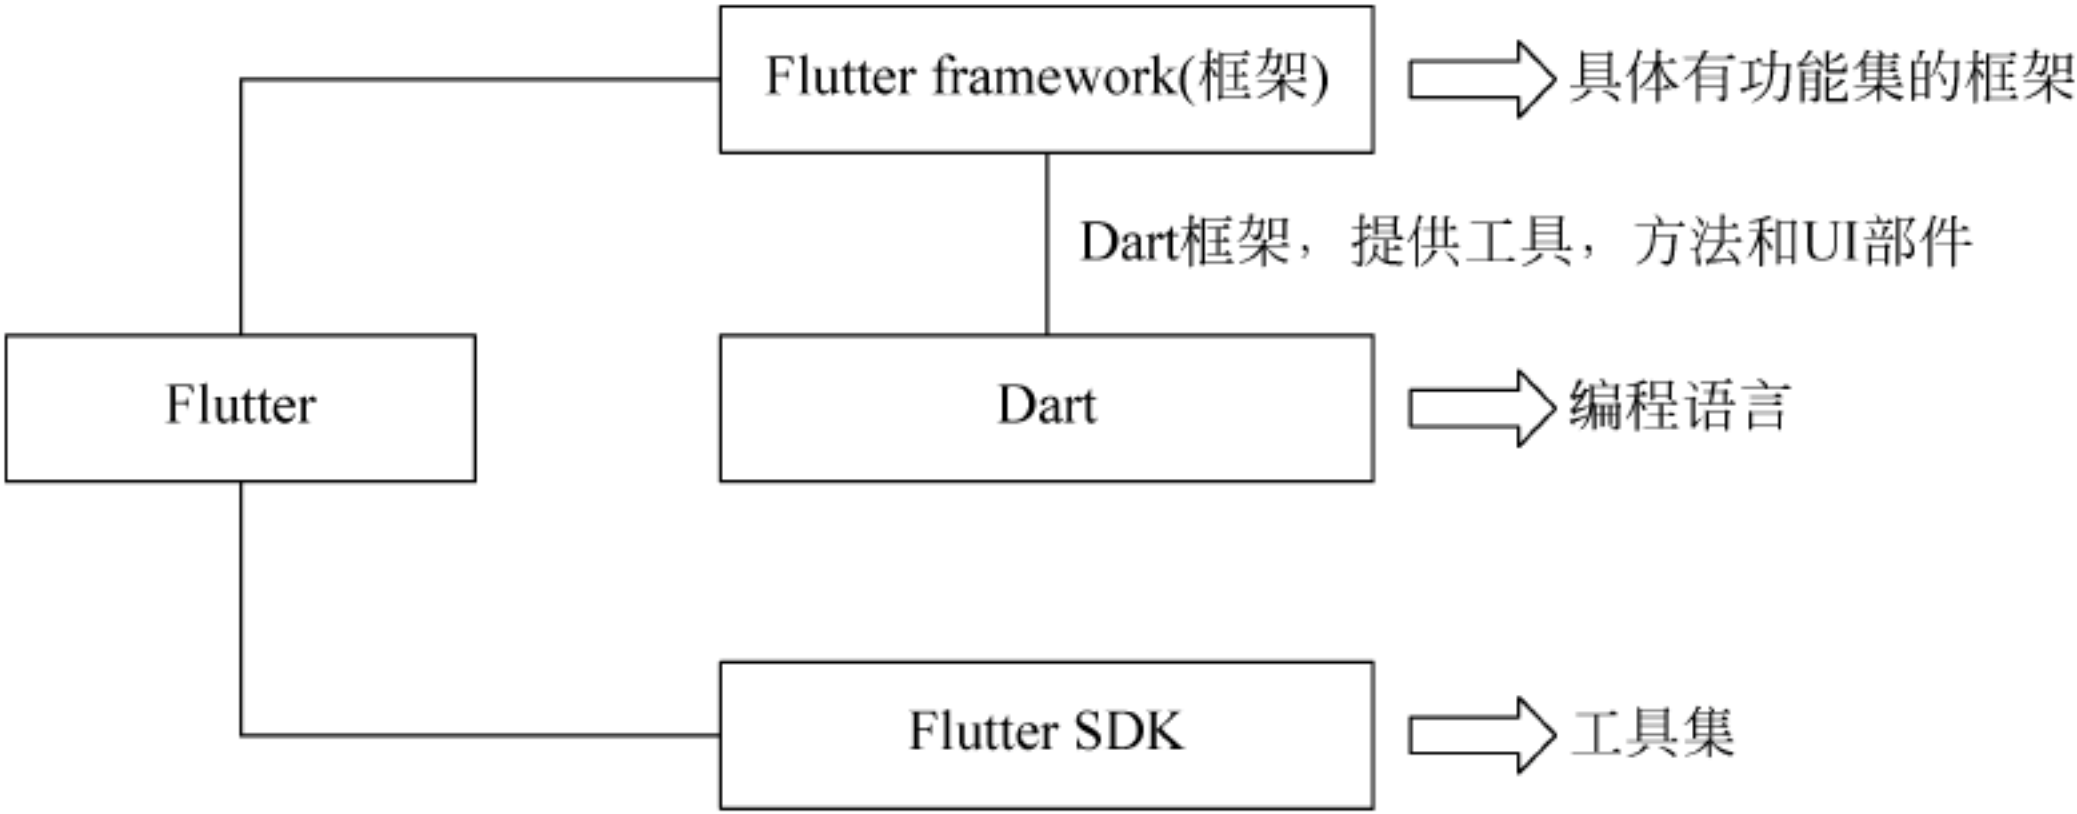 Flutter framework(框架)
具体有功能集的框架
Dart框架，提供工具，方法和UI部件
Flutter
Dart
编程语言
Flutter SDK
工具集